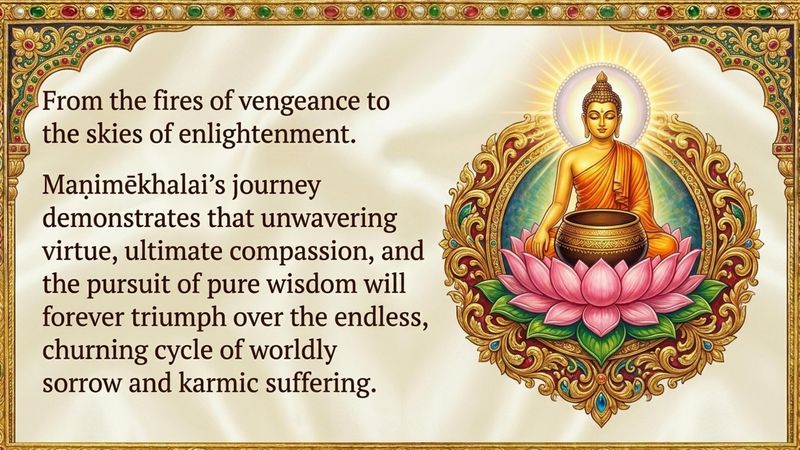 From the fires of vengeance to
the skies of enlightenment.
Maṇimēkhalai’s journey
demonstrates that unwavering
virtue, ultimate compassion, and
the pursuit of pure wisdom will
forever triumph over the endless,
churning cycle of worldly
sorrow and karmic suffering.